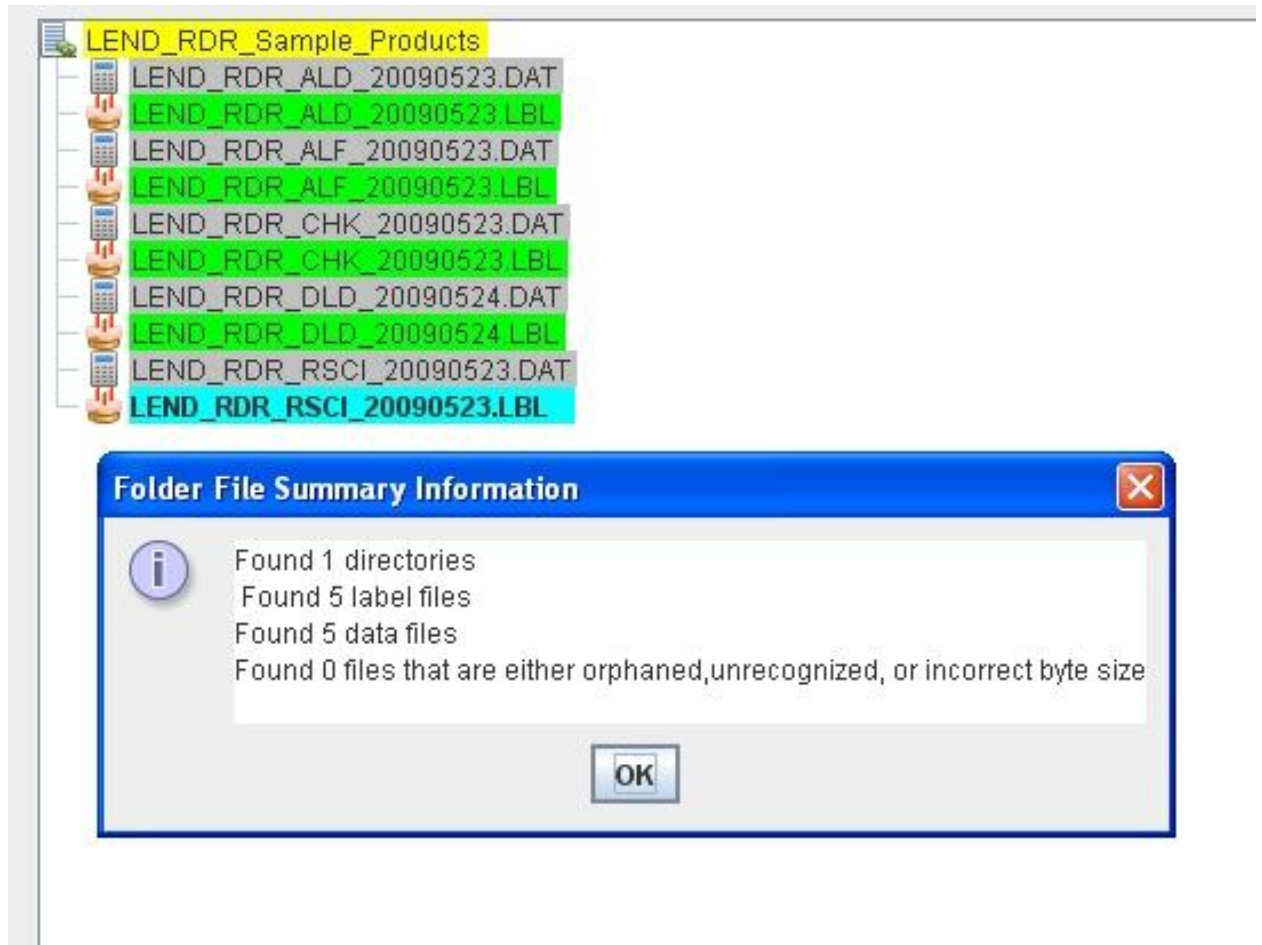 LEND_RDR_Sample_Products
LEND_RDR_ALD_20090523.DAT
LEND_RDR_ALD_20090523.LBL
LEND_RDR_ALF_20090523.DAT
LEND_RDR_ALF_20090523.LBL
LEND_RDR_CHK_20090523.DAT
LEND_RDR_CHK_20090523.LBL
LEND_RDR_DLD_20090524.DAT
LEND_RDR_DLD_20090524.LBL
LEND_RDR_RSCI_20090523.DAT
LEND_RDR_RSCI_20090523.LBL
Folder File Summary Information
Found 1 directories
Found 5 label files
Found 5 data files
Found 0 files that are either orphaned,unrecognized, or incorrect byte size
OK